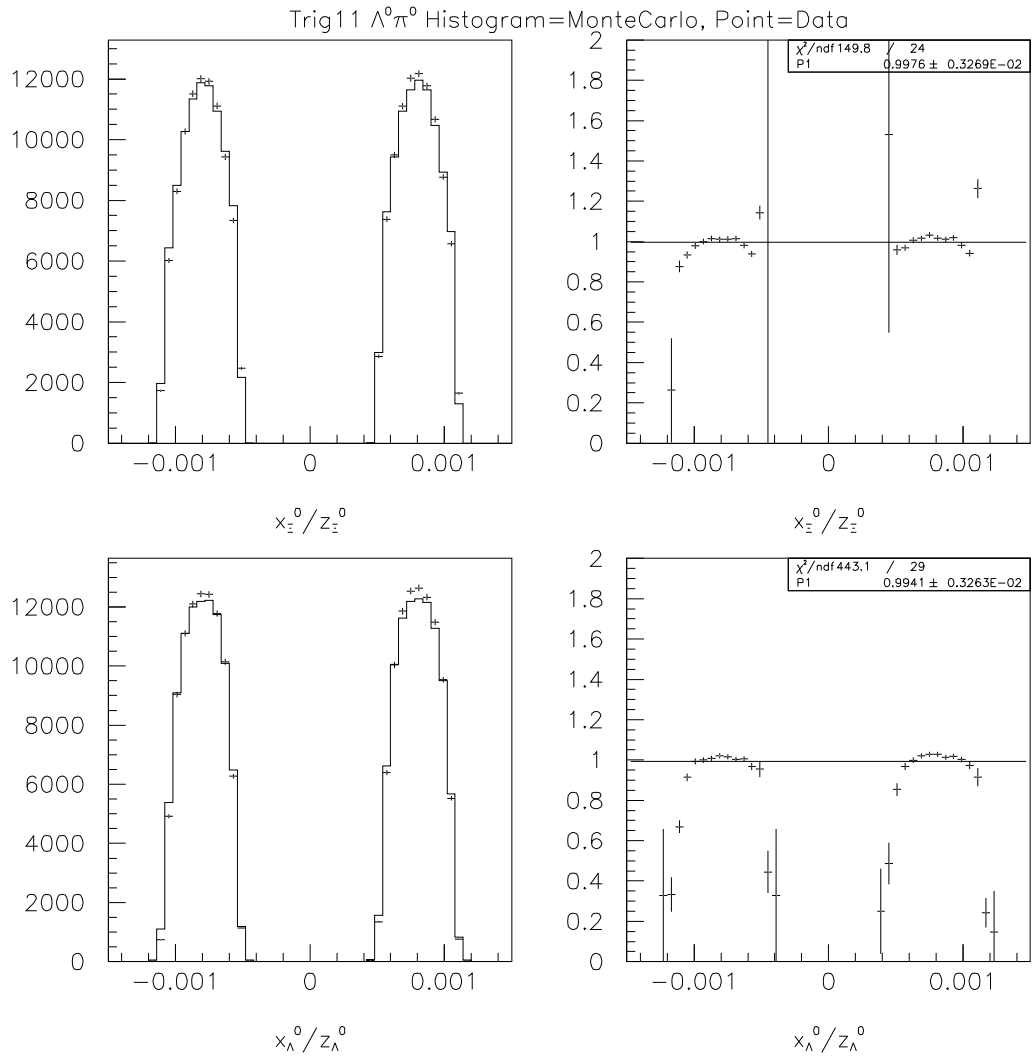 Trig11 Λ⁰π⁰ Histogram=MonteCarlo, Point=Data
12000
10000
8000
6000
4000
2000
0
-0.001 0 0.001
x_Ξ⁰/z_Ξ⁰
χ²/ndf 149.8 / 24
P1 0.9976 ± 0.3269E-02
2
1.8
1.6
1.4
1.2
1
0.8
0.6
0.4
0.2
0
-0.001 0 0.001
x_Ξ⁰/z_Ξ⁰
12000
10000
8000
6000
4000
2000
0
-0.001 0 0.001
x_Λ⁰/z_Λ⁰
χ²/ndf 443.1 / 29
P1 0.9941 ± 0.3263E-02
2
1.8
1.6
1.4
1.2
1
0.8
0.6
0.4
0.2
0
-0.001 0 0.001
x_Λ⁰/z_Λ⁰